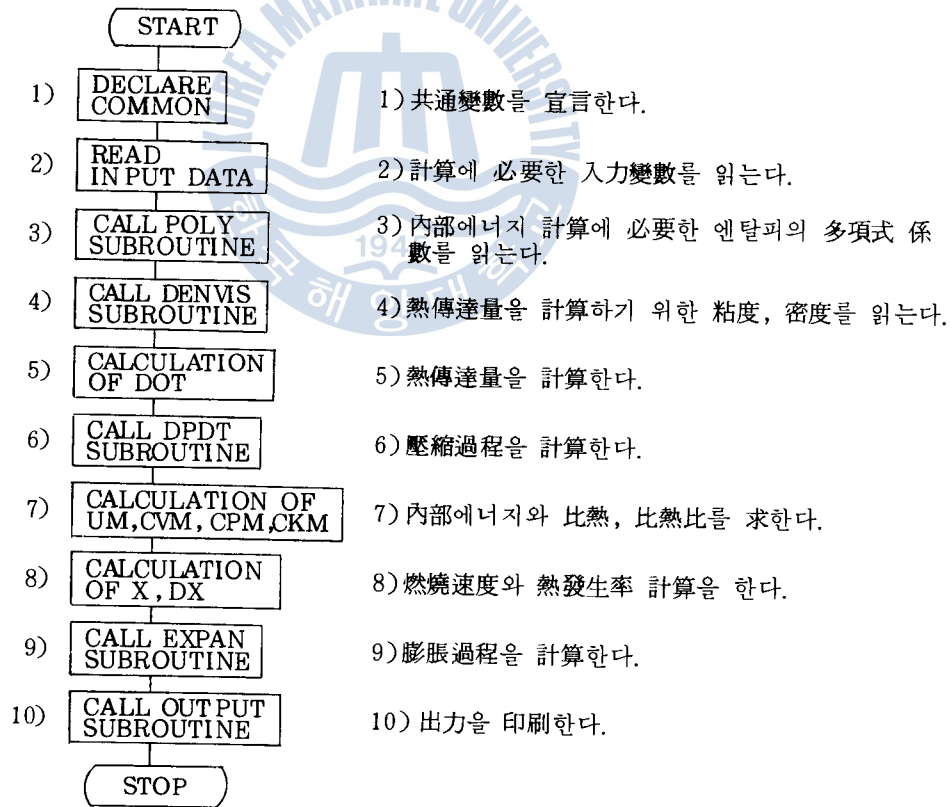 START
1) DECLARE
COMMON
1) 共通變數를 宣言한다.
2) READ
INPUT DATA
2) 計算에 必要한 入力變數를 읽는다.
3) CALL POLY
SUBROUTINE
3) 內部에너지 計算에 必要한 엔탈피의 多項式 係
數를 읽는다.
4) CALL DENVIS
SUBROUTINE
4) 熱傳達量을 計算하기 위한 粘度, 密度를 읽는다.
5) CALCULATION
OF DOT
5) 熱傳達量을 計算한다.
6) CALL DPDT
SUBROUTINE
6) 壓縮過程을 計算한다.
7) CALCULATION OF
UM,CVM,CPM,CKM
7) 內部에너지와 比熱, 比熱比를 求한다.
8) CALCULATION
OF X,DX
8) 燃燒速度와 熱發生率 計算을 한다.
9) CALL EXPAN
SUBROUTINE
9) 膨脹過程을 計算한다.
10) CALL OUTPUT
SUBROUTINE
10) 出力을 印刷한다.
STOP
KOREA MARITIME UNIVERSITY